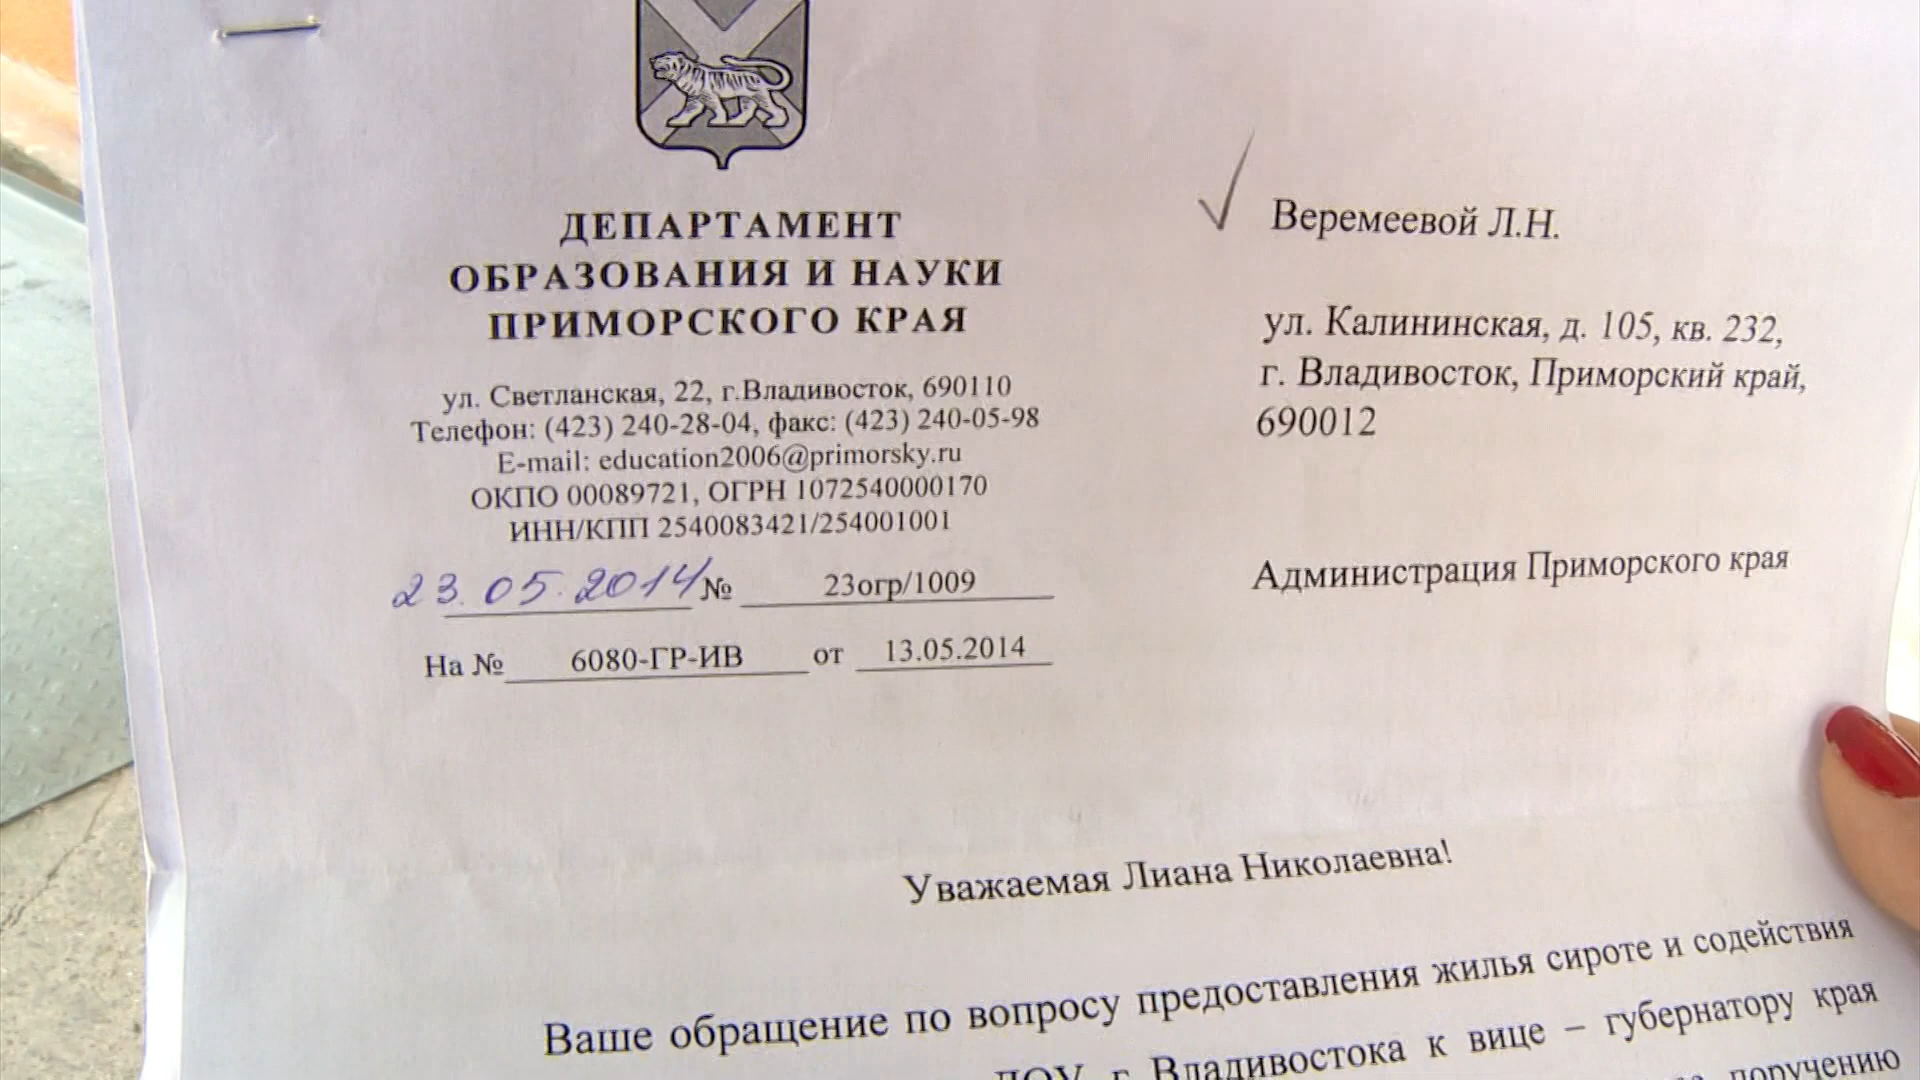 ДЕПАРТАМЕНТ
ОБРАЗОВАНИЯ И НАУКИ
ПРИМОРСКОГО КРАЯ
ул. Светланская, 22, г.Владивосток, 690110
Телефон: (423) 240-28-04, факс: (423) 240-05-98
E-mail: education2006@primorsky.ru
ОКПО 00089721, ОГРН 1072540000170
ИНН/КПП 2540083421/254001001
23.05.2014 № 23огр/1009
На № 6080-ГР-ИВ от 13.05.2014
Веремеевой Л.Н.
ул. Калининская, д. 105, кв. 232,
г. Владивосток, Приморский край,
690012
Администрация Приморского края
Уважаемая Лиана Николаевна!
Ваше обращение по вопросу предоставления жилья сироте и содействия
г. Владивостока к вице – губернатору края
поручению